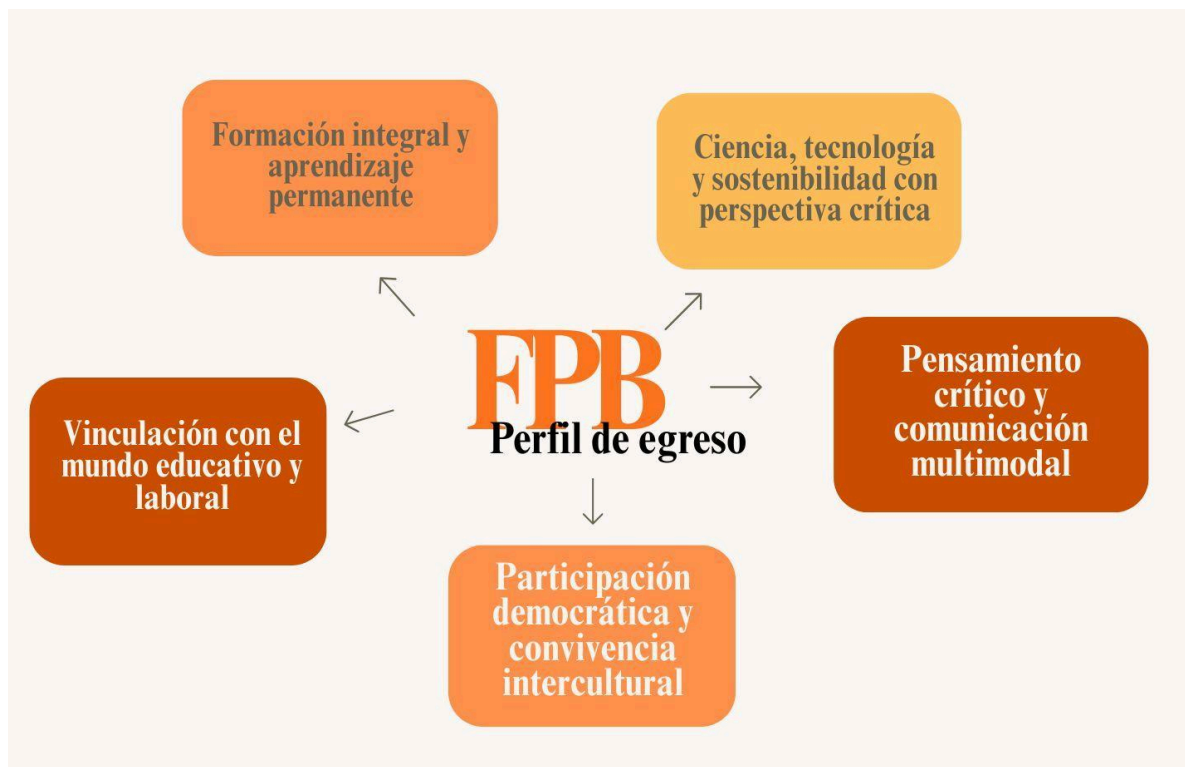 Formación integral y
aprendizaje
permanente
Ciencia, tecnología
y sostenibilidad con
perspectiva crítica
FPB
Perfil de egreso
Pensamiento
crítico y
comunicación
multimodal
Vinculación con el
mundo educativo y
laboral
Participación
democrática y
convivencia
intercultural